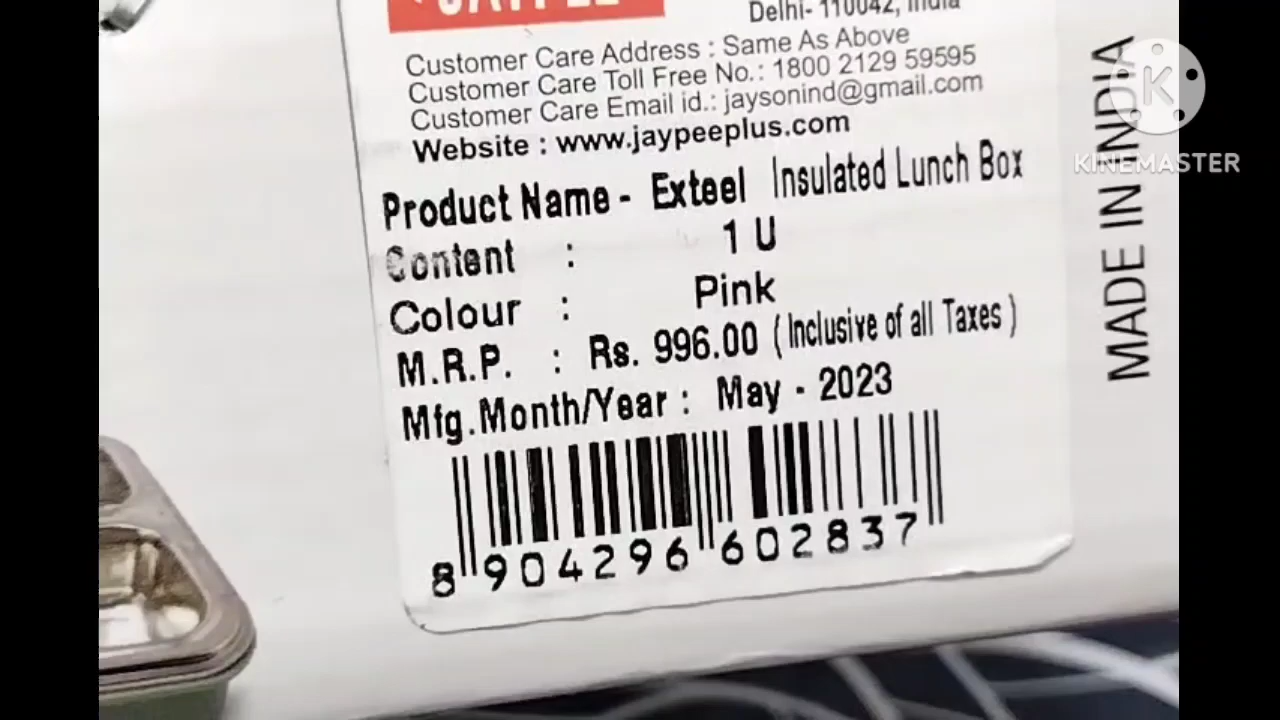 Delhi- 110042, India
Customer Care Address : Same As Above
Customer Care Toll Free No.: 1800 2129 59595
Customer Care Email id.: jaysonind@gmail.com
Website : www.jaypeeplus.com
Product Name - Exteel Insulated Lunch Box
Content : 1 U
Colour : Pink
M.R.P. : Rs. 996.00 ( Inclusive of all Taxes )
Mfg.Month/Year : May - 2023
8 904296 602837
MADE IN INDIA
K
KINEMASTER